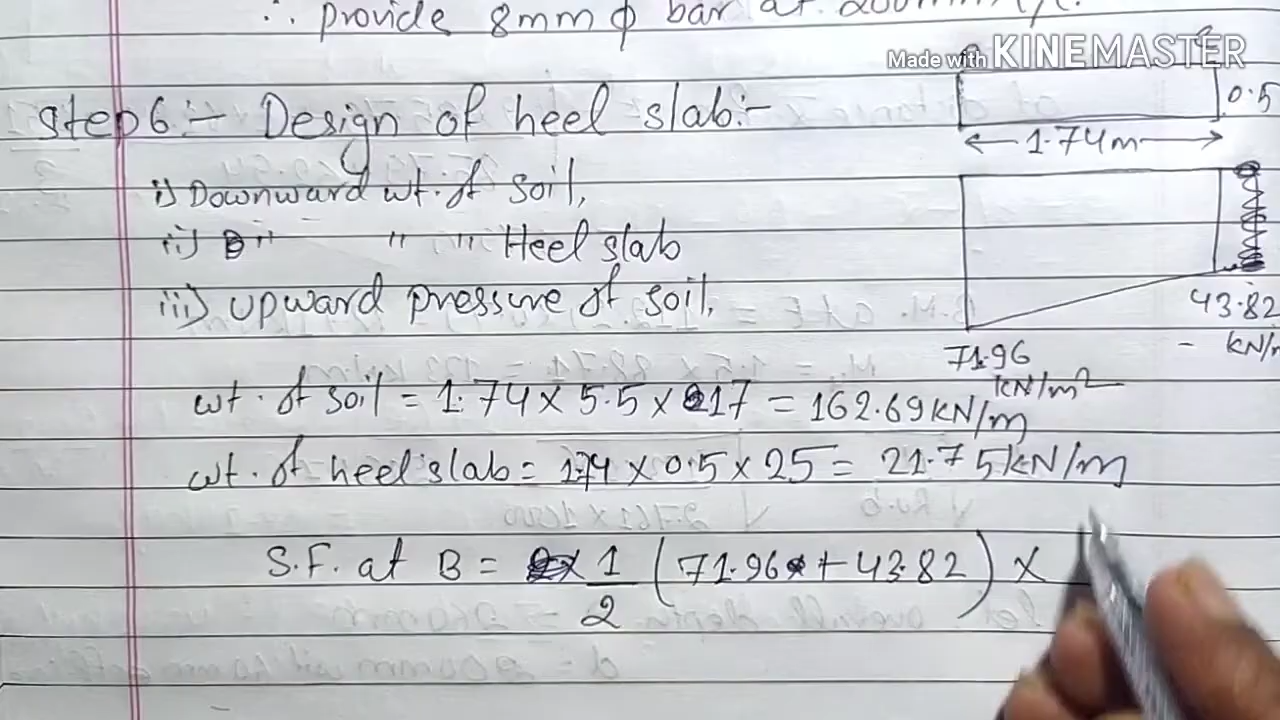 ∴ provide 8mm ϕ bar at 200mm c/c.
Made with KINEMASTER
Step 6 :- Design of heel slab:-
0.5
1.74m
i) Downward wt. of soil,
ii) " " " Heel slab
iii) upward pressure of soil,
43.82
KN/m
71.96
KN/m²
wt. of soil = 1.74 x 5.5 x 17 = 162.69 KN/m
wt. of heel slab = 1.74 x 0.5 x 25 = 21.75 kN/m
S.F. at B = 1/2 (71.96 + 43.82) x